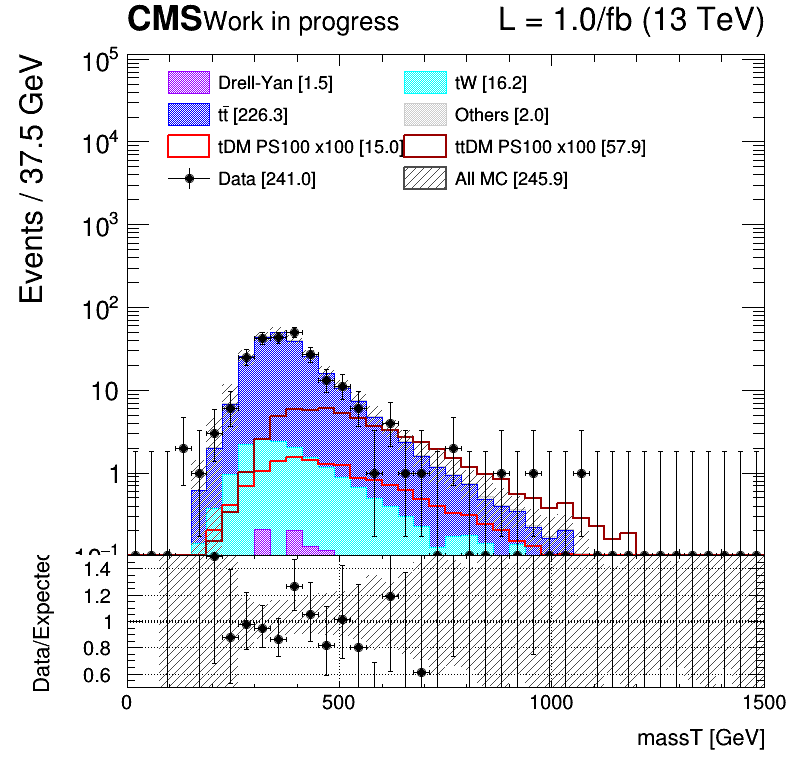 CMS Work in progress L = 1.0/fb (13 TeV)
Events / 37.5 GeV
10^5
10^4
10^3
10^2
10
1
10^-1
Drell-Yan [1.5] tW [16.2]
tt̄ [226.3] Others [2.0]
tDM PS100 x100 [15.0] ttDM PS100 x100 [57.9]
Data [241.0] All MC [245.9]
Data/Expected
1.4
1.2
1
0.8
0.6
0 500 1000 1500
massT [GeV]